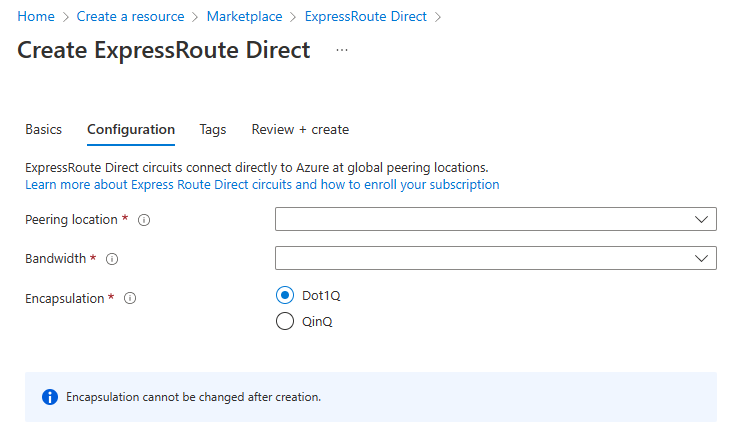 Home > Create a resource > Marketplace > ExpressRoute Direct >
Create ExpressRoute Direct ...
Basics Configuration Tags Review + create
ExpressRoute Direct circuits connect directly to Azure at global peering locations.
Learn more about Express Route Direct circuits and how to enroll your subscription
Peering location *
Bandwidth *
Encapsulation *
Dot1Q
QinQ
Encapsulation cannot be changed after creation.